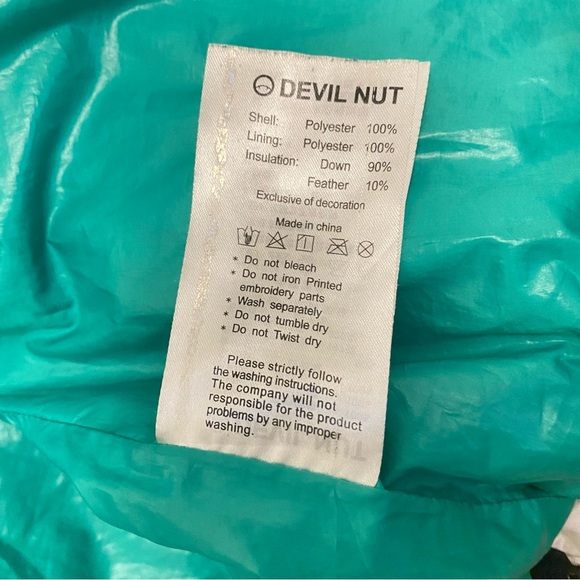 DEVIL NUT
Shell: Polyester 100%
Lining: Polyester 100%
Insulation: Down 90%
Feather 10%
Exclusive of decoration
Made in china
* Do not bleach
* Do not iron Printed
embroidery parts
* Wash separately
* Do not tumble dry
* Do not Twist dry
Please strictly follow
the washing instructions.
The company will not
responsible for the product
problems by any improper
washing.